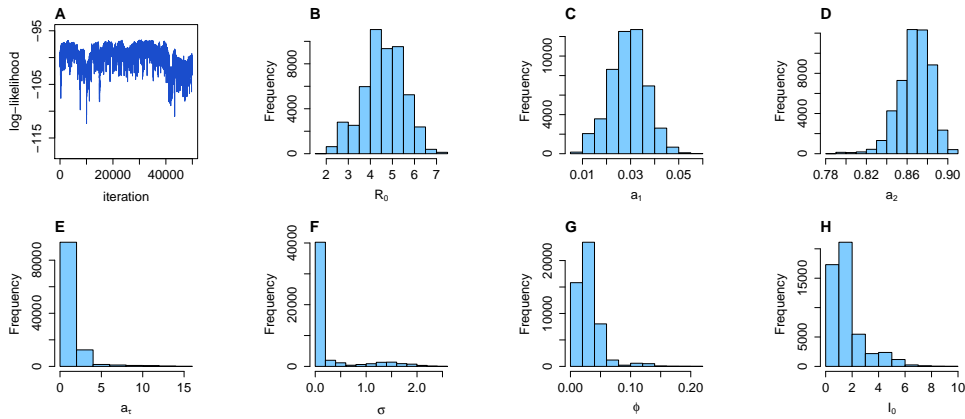 A
log-likelihood
−95
−105
−115
0
20000
40000
iteration
B
Frequency
0
4000
8000
2
3
4
5
6
7
R0
C
Frequency
0
4000
10000
0.01
0.03
0.05
a1
D
Frequency
0
4000
12000
0.78
0.82
0.86
0.90
a2
E
Frequency
0
40000
80000
0
5
10
15
aτ
F
Frequency
0
10000
20000
30000
40000
0.0
1.0
2.0
σ
G
Frequency
0
5000
10000
20000
0.00
0.10
0.20
ϕ
H
Frequency
0
5000
15000
0
2
4
6
8
10
I0